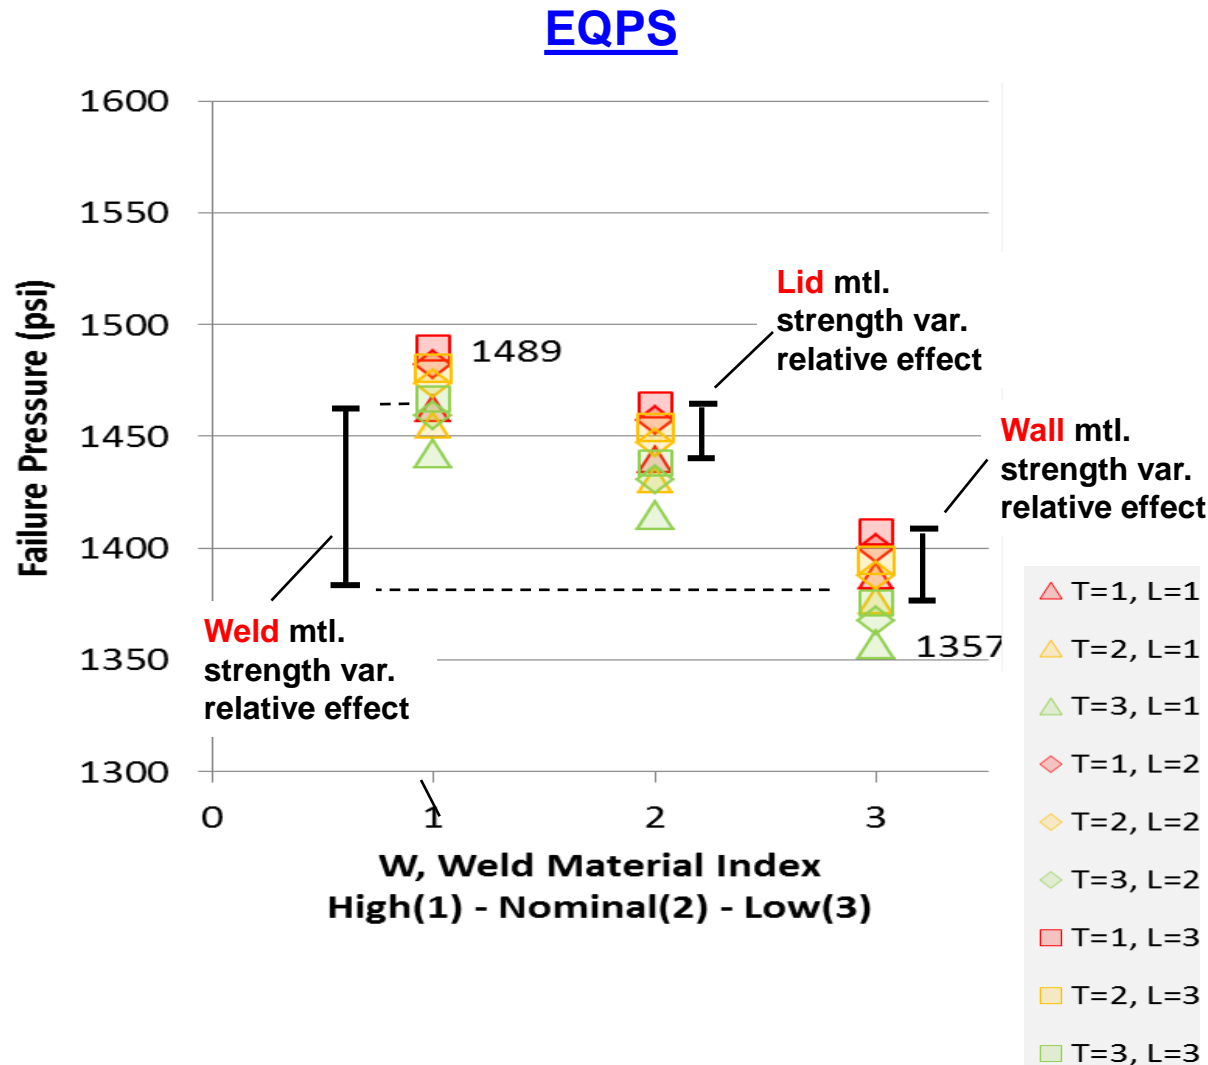 EQPS
1600
1550
1500
1450
1400
1350
1300
Failure Pressure (psi)
1489
Lid mtl.
strength var.
relative effect
Wall mtl.
strength var.
relative effect
Weld mtl.
strength var.
relative effect
1357
0 1 2 3
W, Weld Material Index
High(1) - Nominal(2) - Low(3)
T=1, L=1
T=2, L=1
T=3, L=1
T=1, L=2
T=2, L=2
T=3, L=2
T=1, L=3
T=2, L=3
T=3, L=3